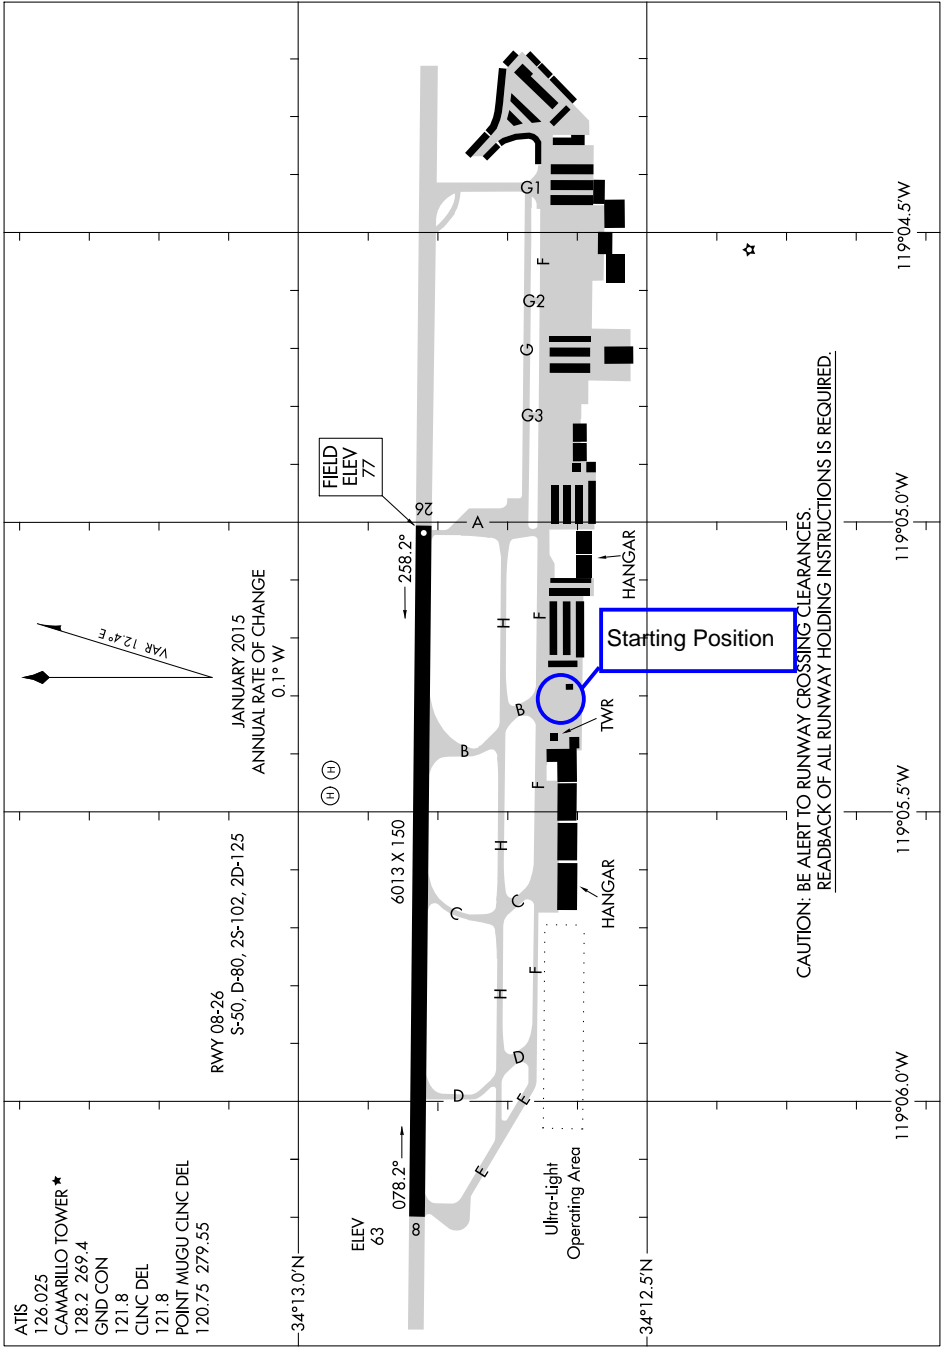 ATIS
126.025
CAMARILLO TOWER★
128.2 269.4
GND CON
121.8
CLNC DEL
121.8
POINT MUGU CLNC DEL
120.75 279.55
RWY 08-26
S-50, D-80, 2S-102, 2D-125
JANUARY 2015
ANNUAL RATE OF CHANGE
0.1° W
VAR 12.4° E
H
H
FIELD
ELEV
77
26
258.2°
6013 X 150
078.2°
8
ELEV
63
34°13.0'N
A
B
C
D
E
H
H
H
G1
G2
G
G3
F
F
B
F
C
F
D
E
Starting Position
TWR
HANGAR
HANGAR
Ultra-Light
Operating Area
34°12.5'N
CAUTION: BE ALERT TO RUNWAY CROSSING CLEARANCES.
READBACK OF ALL RUNWAY HOLDING INSTRUCTIONS IS REQUIRED.
119°06.0'W
119°05.5'W
119°05.0'W
119°04.5'W